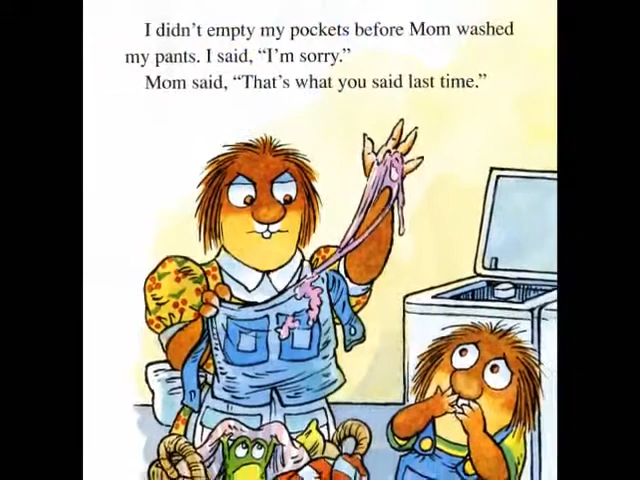 I didn't empty my pockets before Mom washed
my pants. I said, “I'm sorry.”
Mom said, “That's what you said last time.”